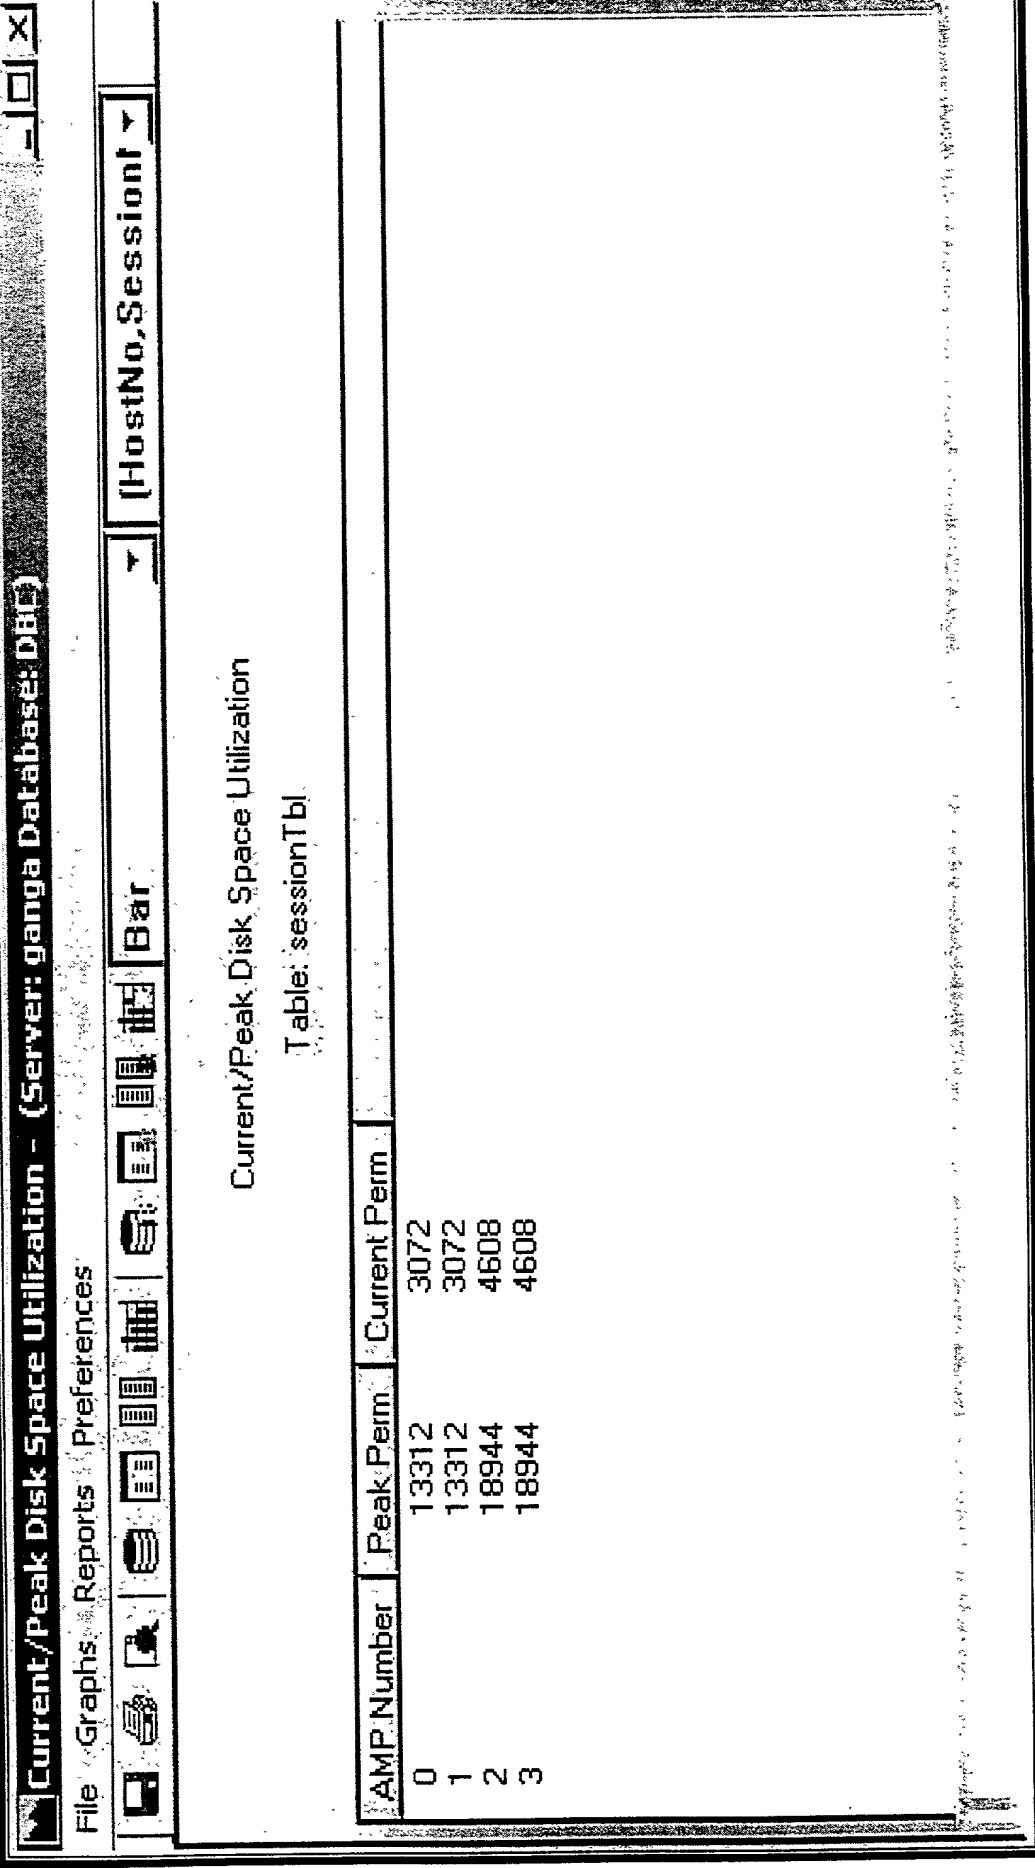 Current/Peak Disk Space Utilization - (Server: ganga Database: DBC)
File Graphs Reports Preferences
Bar [HostNo,Session
Current/Peak Disk Space Utilization
Table: sessionTbl
AMP Number Peak Perm Current Perm
0 13312 3072
1 13312 3072
2 18944 4608
3 18944 4608